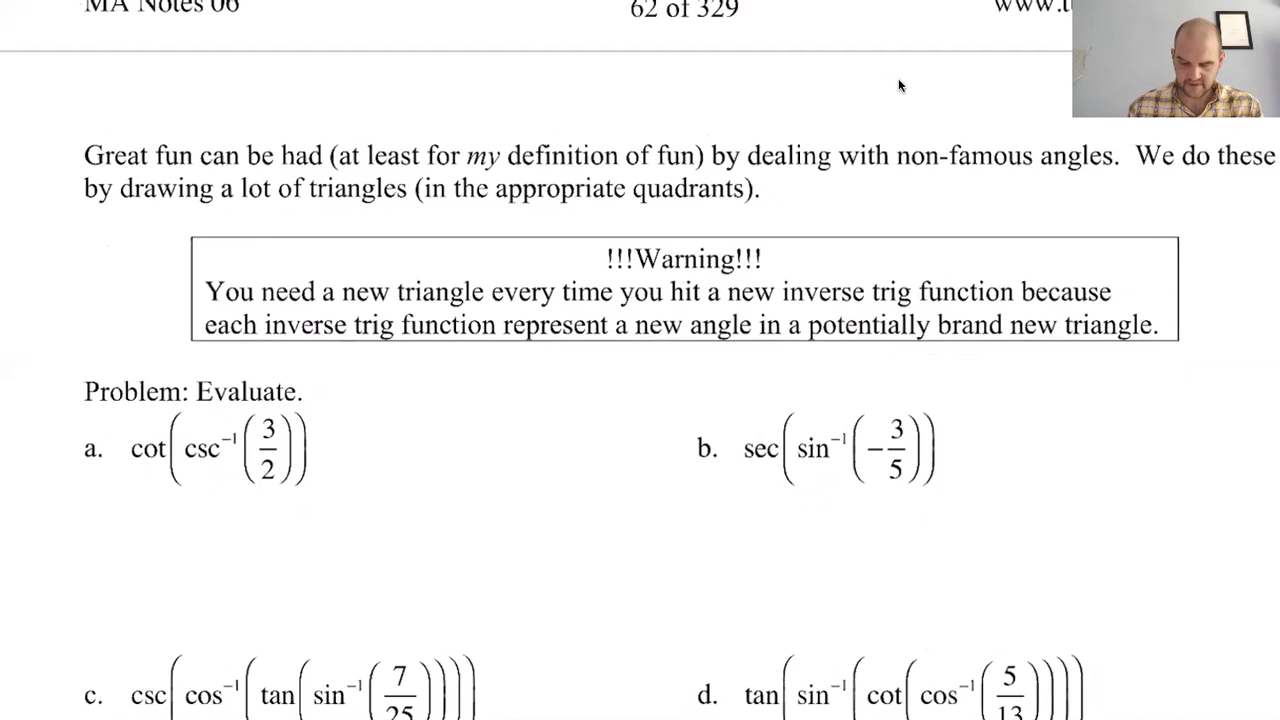 MA Notes 06 62 of 329 www.
Great fun can be had (at least for my definition of fun) by dealing with non-famous angles.  We do these
by drawing a lot of triangles (in the appropriate quadrants).
!!!Warning!!!
You need a new triangle every time you hit a new inverse trig function because
each inverse trig function represent a new angle in a potentially brand new triangle.
Problem: Evaluate.
a. cot(csc⁻¹(3/2)) b. sec(sin⁻¹(−3/5))
c. csc(cos⁻¹(tan(sin⁻¹(7/25)))) d. tan(sin⁻¹(cot(cos⁻¹(5/13))))